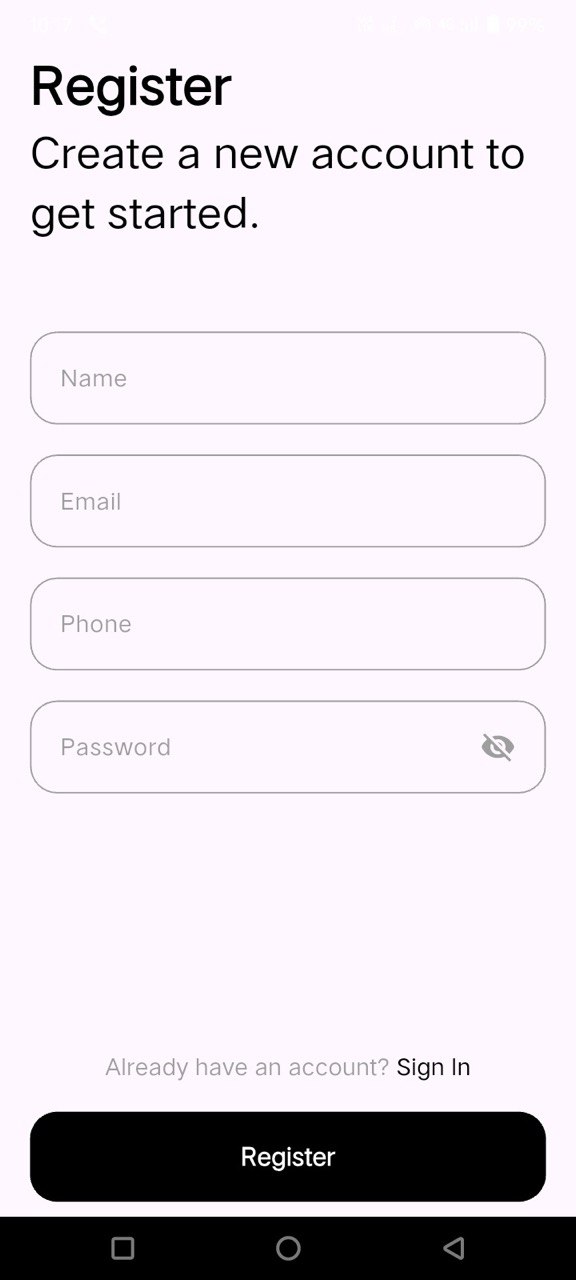 Register
Create a new account to
get started.
Name
Email
Phone
Password
Already have an account? Sign In
Register